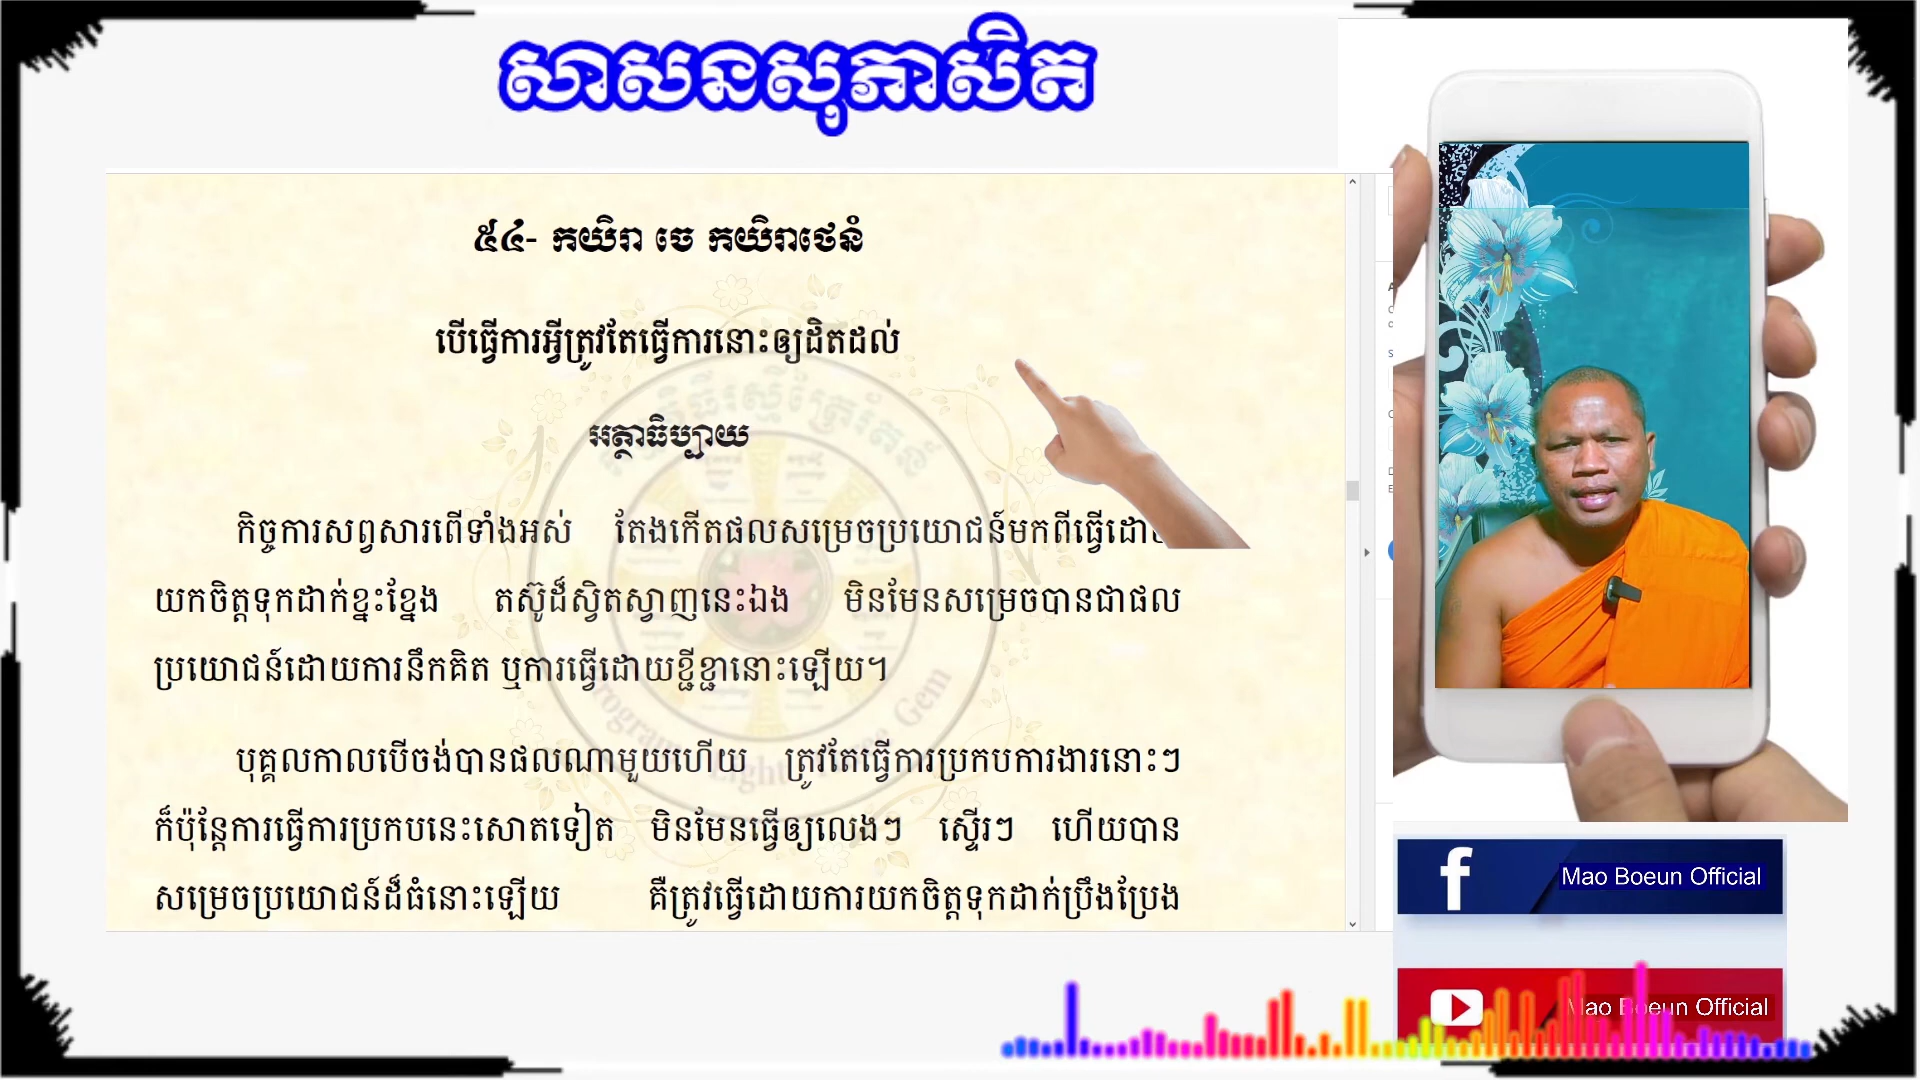 សាសនសុភាសិត
៥៤- កយិរា ចេ កយិរាថេនំ
បើធ្វើការអ្វីត្រូវតែធ្វើការនោះឲ្យដិតដល់
អត្ថាធិប្បាយ
កិច្ចការសព្វសារពើទាំងអស់ តែងកើតផលសម្រេចប្រយោជន៍មកពីធ្វើដោយ
យកចិត្តទុកដាក់ខ្នះខ្នែង តស៊ូដ៏ស្វិតស្វាញនេះឯង មិនមែនសម្រេចបានជាផល
ប្រយោជន៍ដោយការនឹកគិត ឬការធ្វើដោយខ្ជីខ្ជានោះឡើយ។
បុគ្គលកាលបើចង់បានផលណាមួយហើយ ត្រូវតែធ្វើការប្រកបការងារនោះៗ
ក៏ប៉ុន្តែការធ្វើការប្រកបនេះសោតទៀត មិនមែនធ្វើឲ្យលេងៗ ស្ទើរៗ ហើយបាន
សម្រេចប្រយោជន៍ដ៏ធំនោះឡើយ គឺត្រូវធ្វើដោយការយកចិត្តទុកដាក់ប្រឹងប្រែង
Mao Boeun Official
Mao Boeun Official